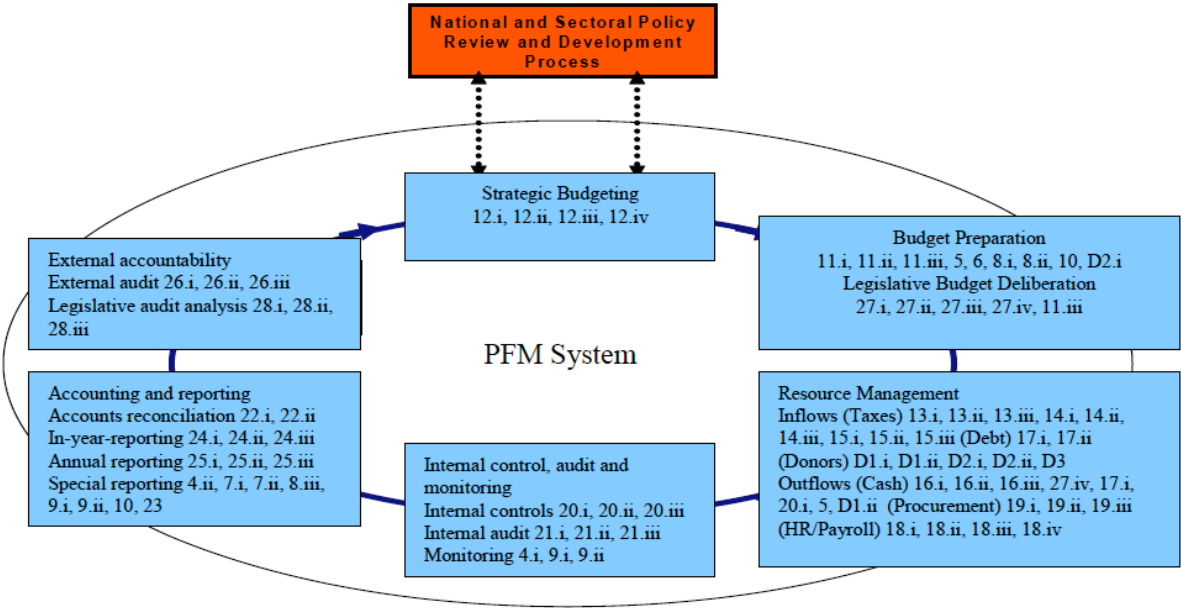 National and Sectoral Policy
Review and Development
Process
Strategic Budgeting
12.i, 12.ii, 12.iii, 12.iv
Budget Preparation
11.i, 11.ii, 11.iii, 5, 6, 8.i, 8.ii, 10, D2.i
Legislative Budget Deliberation
27.i, 27.ii, 27.iii, 27.iv, 11.iii
External accountability
External audit 26.i, 26.ii, 26.iii
Legislative audit analysis 28.i, 28.ii,
28.iii
PFM System
Accounting and reporting
Accounts reconciliation 22.i, 22.ii
In-year-reporting 24.i, 24.ii, 24.iii
Annual reporting 25.i, 25.ii, 25.iii
Special reporting 4.ii, 7.i, 7.ii, 8.iii,
9.i, 9.ii, 10, 23
Internal control, audit and
monitoring
Internal controls 20.i, 20.ii, 20.iii
Internal audit 21.i, 21.ii, 21.iii
Monitoring 4.i, 9.i, 9.ii
Resource Management
Inflows (Taxes) 13.i, 13.ii, 13.iii, 14.i, 14.ii,
14.iii, 15.i, 15.ii, 15.iii (Debt) 17.i, 17.ii
(Donors) D1.i, D1.ii, D2.i, D2.ii, D3
Outflows (Cash) 16.i, 16.ii, 16.iii, 27.iv, 17.i,
20.i, 5, D1.ii (Procurement) 19.i, 19.ii, 19.iii
(HR/Payroll) 18.i, 18.ii, 18.iii, 18.iv